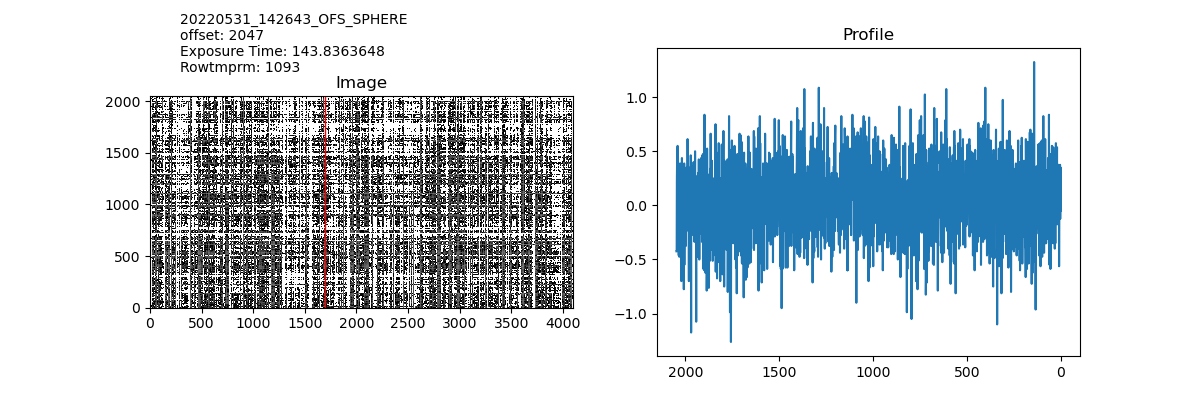 20220531_142643_OFS_SPHERE
offset: 2047
Exposure Time: 143.8363648
Rowtmprm: 1093
Image
2000
1500
1000
500
0
0 500 1000 1500 2000 2500 3000 3500 4000
Profile
1.0
0.5
0.0
−0.5
−1.0
2000 1500 1000 500 0